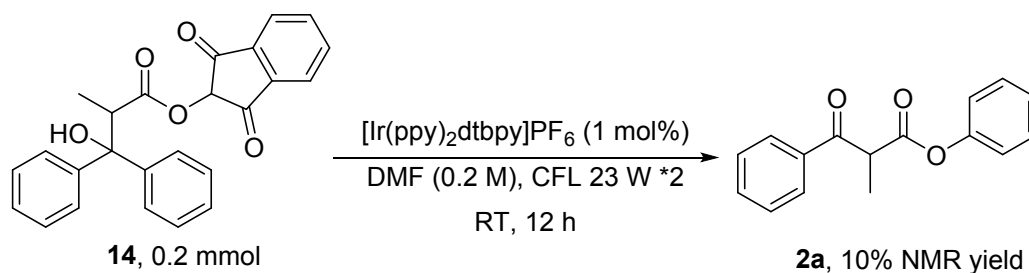 O
O
O
O
HO
[Ir(ppy)2dtbpy]PF6 (1 mol%)
DMF (0.2 M), CFL 23 W *2
RT, 12 h
14, 0.2 mmol
O
O
O
2a, 10% NMR yield